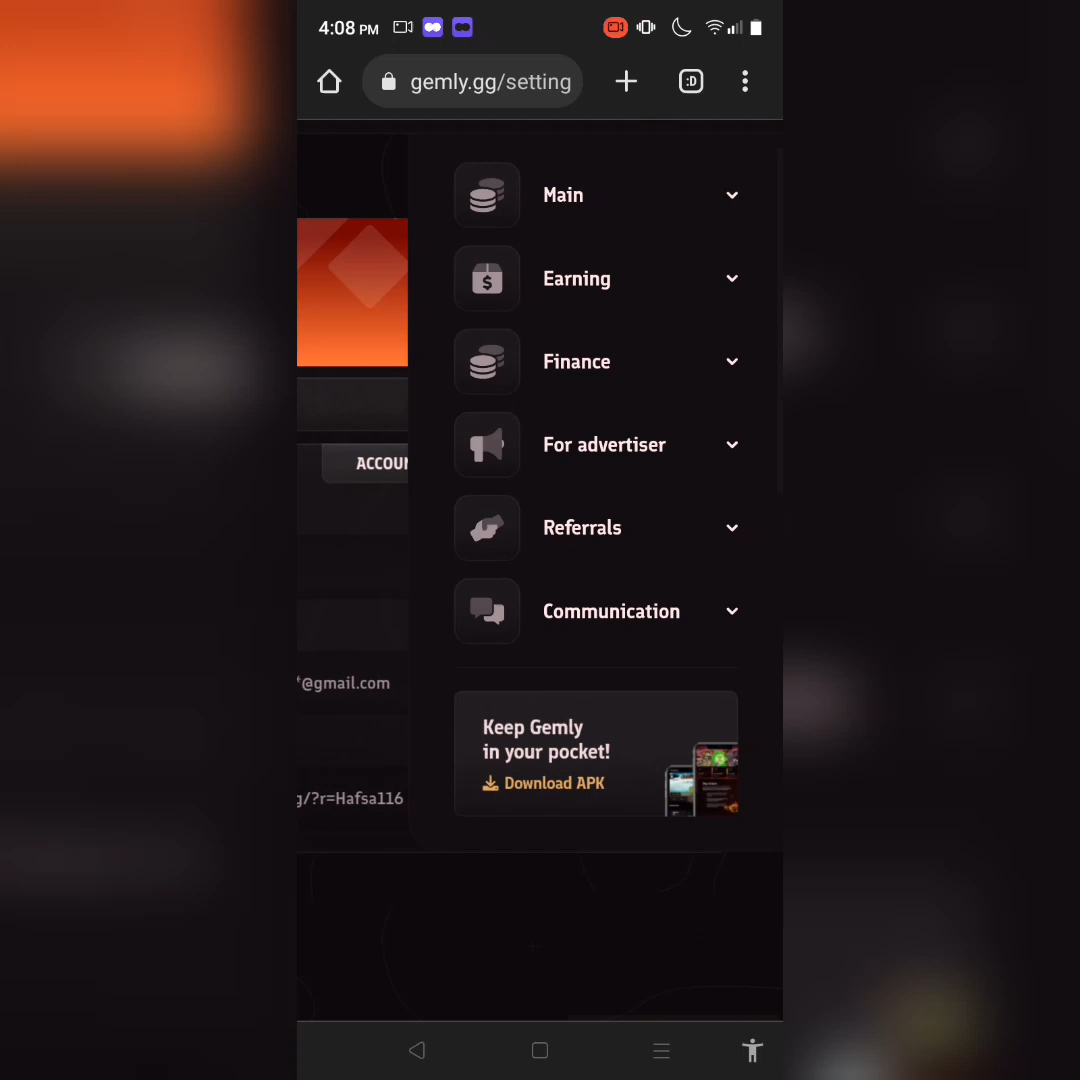 4:08 PM
gemly.gg/setting
:D
Main
Earning
Finance
For advertiser
Referrals
Communication
ACCOUN
*@gmail.com
g/?r=Hafsa116
Keep Gemly
in your pocket!
Download APK